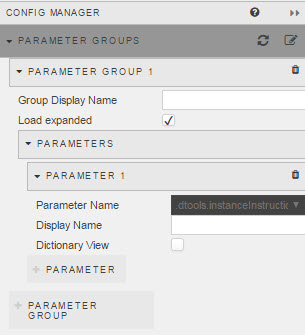 CONFIG MANAGER
PARAMETER GROUPS
PARAMETER GROUP 1
Group Display Name
Load expanded
PARAMETERS
PARAMETER 1
Parameter Name
.dtools.instanceInstructic
Display Name
Dictionary View
+ PARAMETER
+ PARAMETER
GROUP